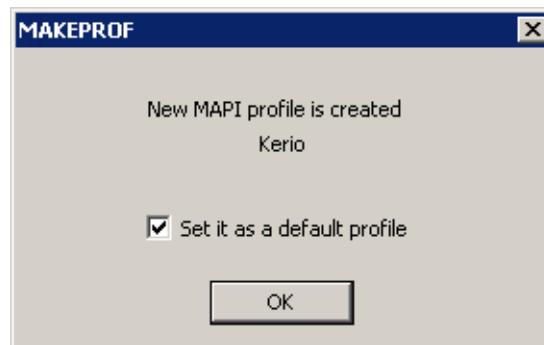 MAKEPROF
New MAPI profile is created
Kerio
Set it as a default profile
OK